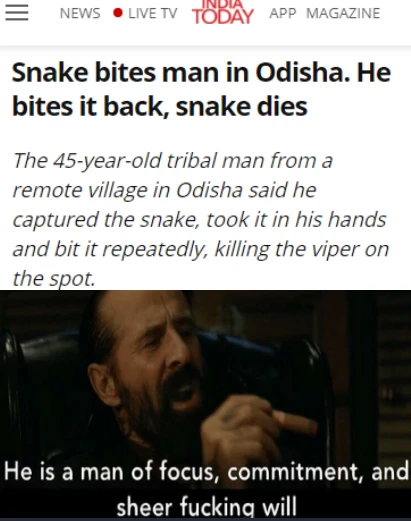 NEWS LIVE TV INDIA TODAY APP MAGAZINE
Snake bites man in Odisha. He
bites it back, snake dies
The 45-year-old tribal man from a
remote village in Odisha said he
captured the snake, took it in his hands
and bit it repeatedly, killing the viper on
the spot.
He is a man of focus, commitment, and
sheer fucking will